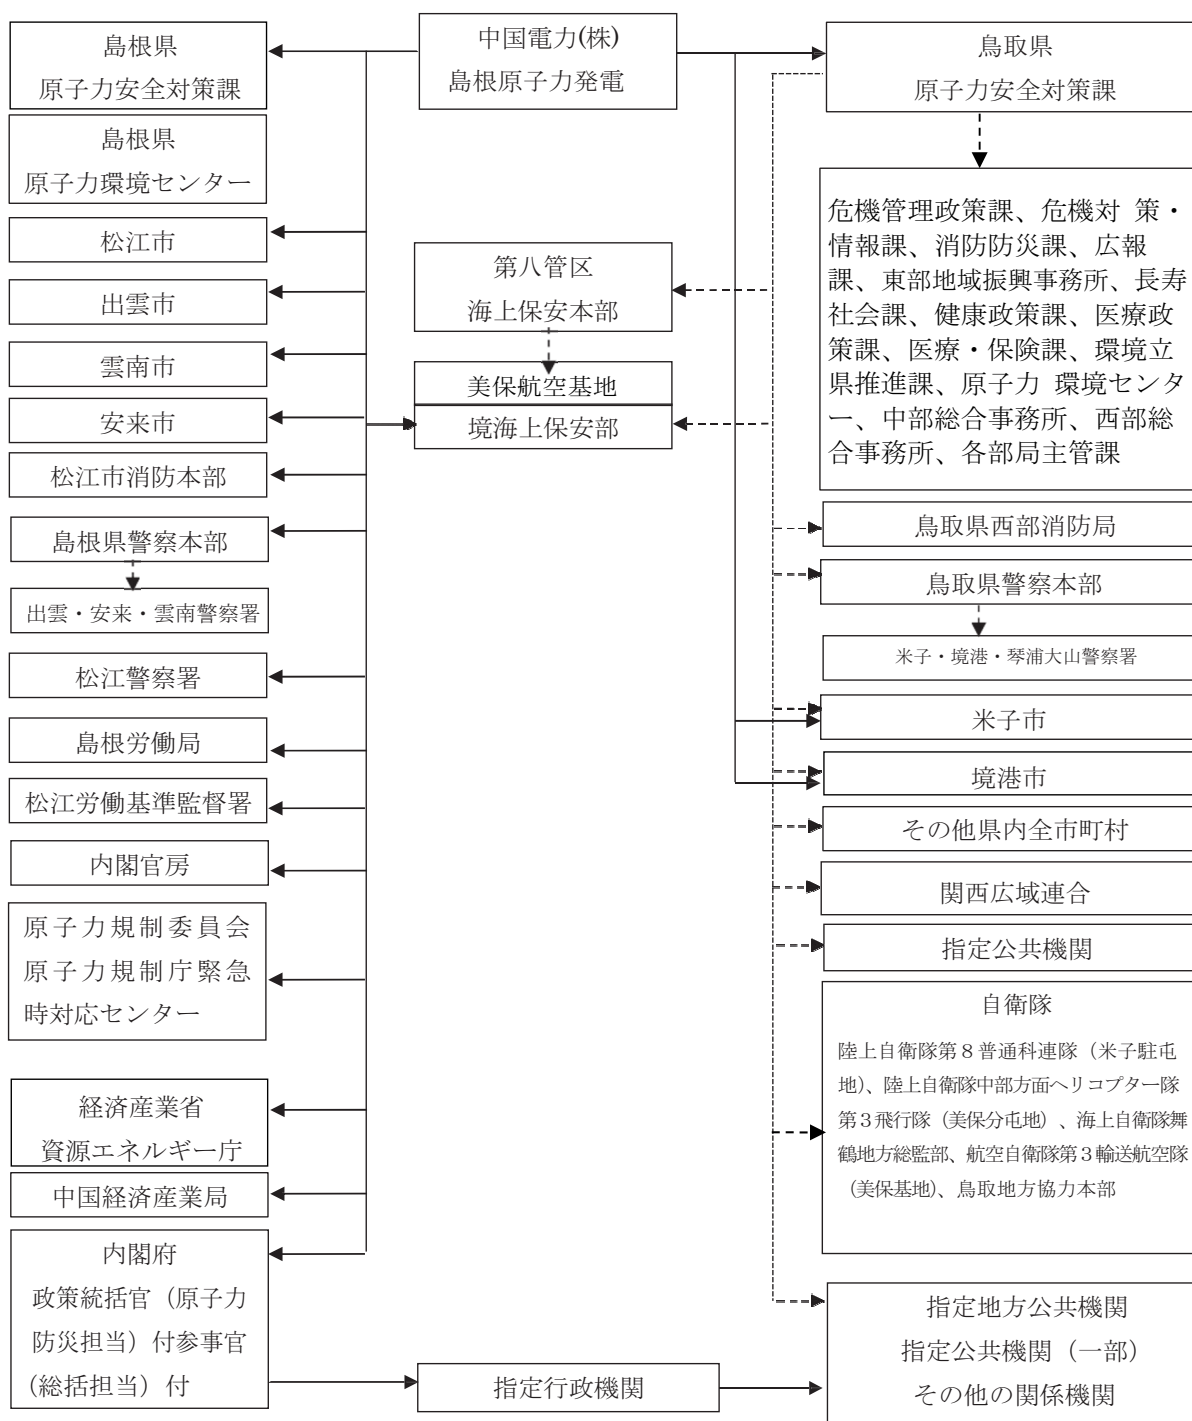 島根県
原子力安全対策課
島根県
原子力環境センター
松江市
出雲市
雲南市
安来市
松江市消防本部
島根県警察本部
出雲・安来・雲南警察署
松江警察署
島根労働局
松江労働基準監督署
内閣官房
原子力規制委員会
原子力規制庁緊急
時対応センター
経済産業省
資源エネルギー庁
中国経済産業局
内閣府
政策統括官（原子力
防災担当）付参事官
（総括担当）付
中国電力(株)
島根原子力発電
第八管区
海上保安本部
美保航空基地
境海上保安部
指定行政機関
鳥取県
原子力安全対策課
危機管理政策課、危機対 策・
情報課、消防防災課、広報
課、東部地域振興事務所、長寿
社会課、健康政策課、医療政
策課、医療・保険課、環境立
県推進課、原子力 環境センタ
ー、中部総合事務所、西部総
合事務所、各部局主管課
鳥取県西部消防局
鳥取県警察本部
米子・境港・琴浦大山警察署
米子市
境港市
その他県内全市町村
関西広域連合
指定公共機関
自衛隊
陸上自衛隊第８普通科連隊（米子駐屯
地）、陸上自衛隊中部方面ヘリコプター隊
第３飛行隊（美保分屯地）、海上自衛隊舞
鶴地方総監部、航空自衛隊第３輸送航空隊
（美保基地）、鳥取地方協力本部
指定地方公共機関
指定公共機関（一部）
その他の関係機関